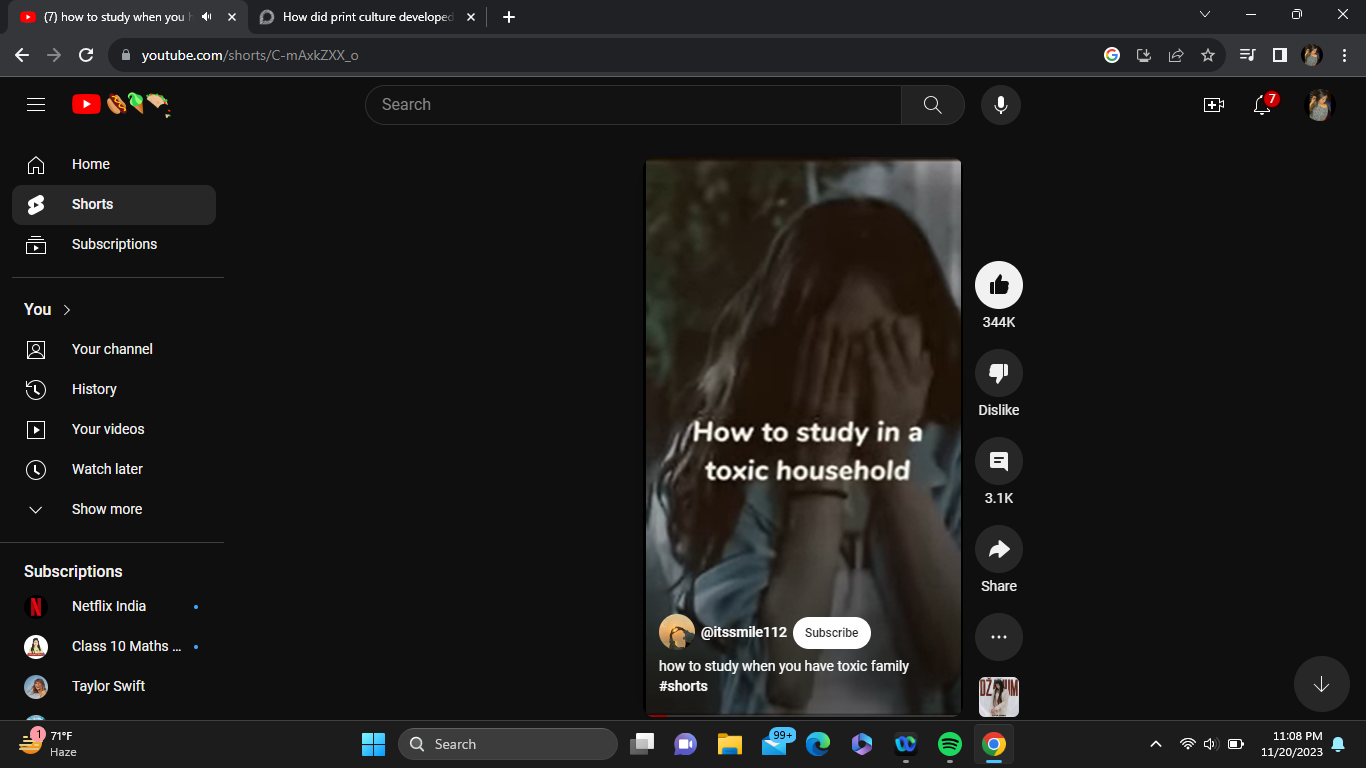 (7) how to study when you h
How did print culture developed
youtube.com/shorts/C-mAxkZXX_o
Search
7
Home
Shorts
Subscriptions
You
Your channel
History
Your videos
Watch later
Show more
Subscriptions
Netflix India
Class 10 Maths ...
Taylor Swift
How to study in a
toxic household
@itssmile112 Subscribe
how to study when you have toxic family
#shorts
344K
Dislike
3.1K
Share
1
71°F
Haze
Search
99+
11:08 PM
11/20/2023